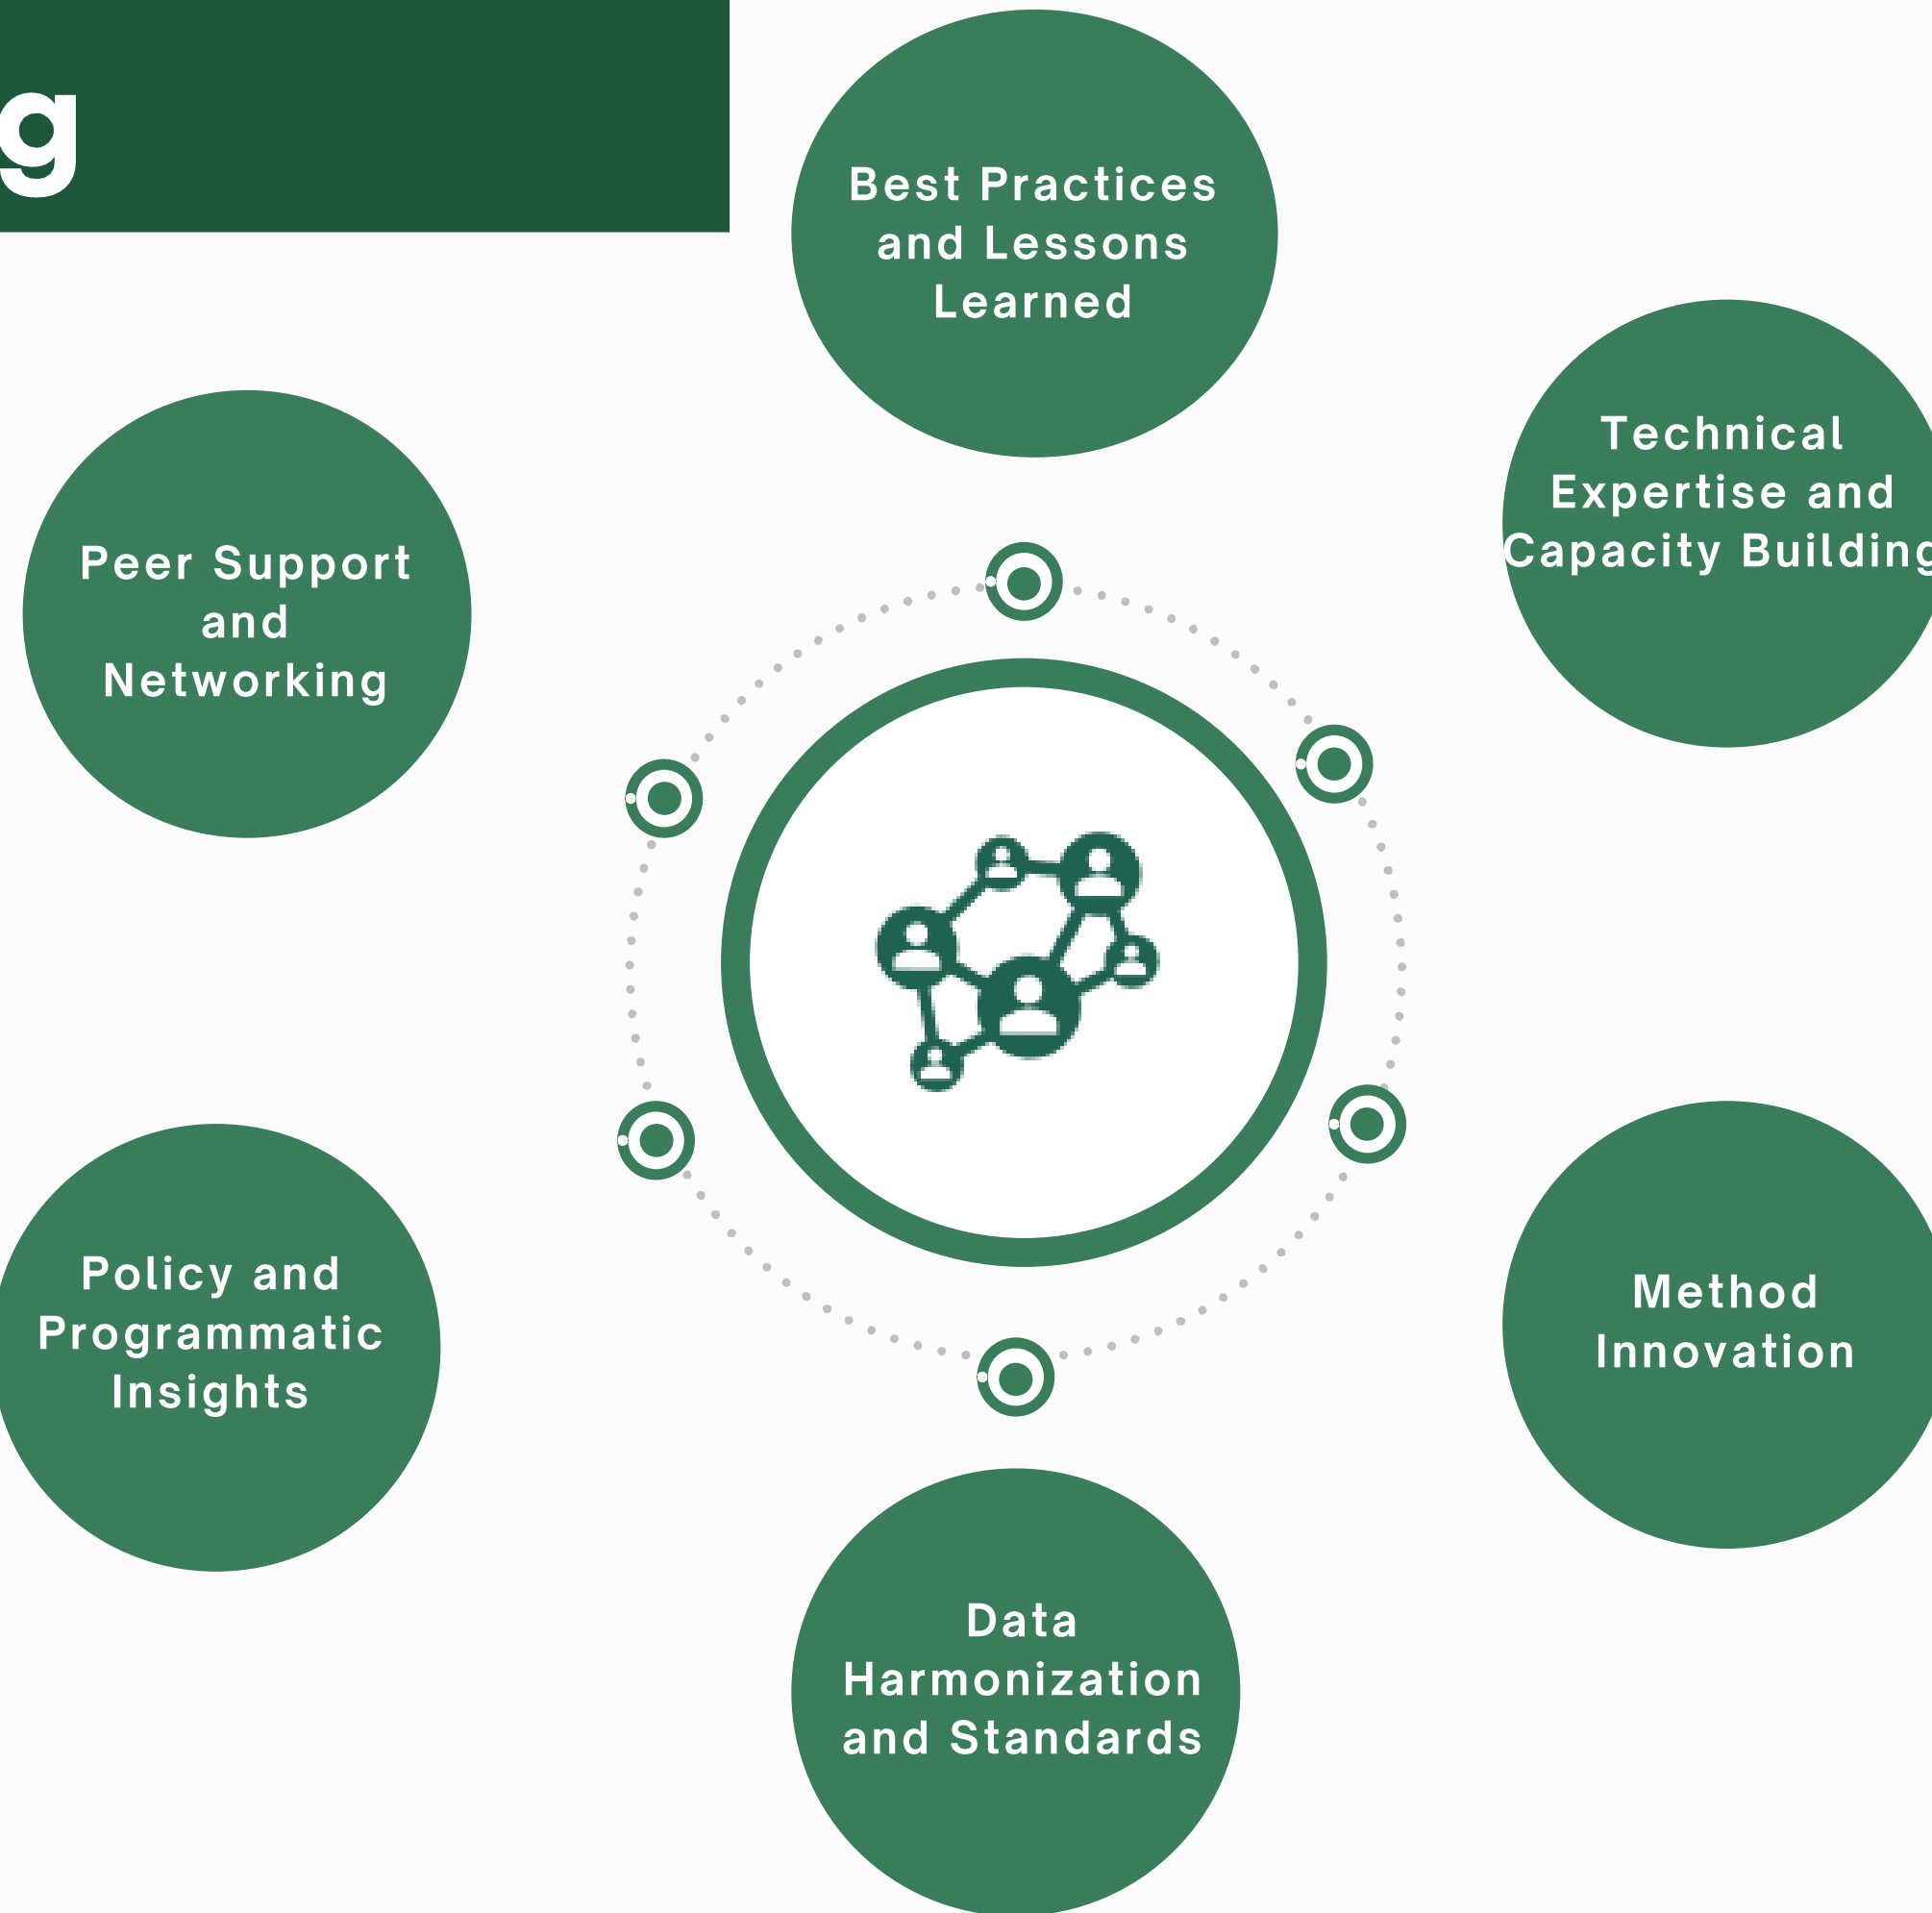 g
Best Practices
and Lessons
Learned
Technical
Expertise and
Capacity Building
Peer Support
and
Networking
Policy and
Programmatic
Insights
Method
Innovation
Data
Harmonization
and Standards